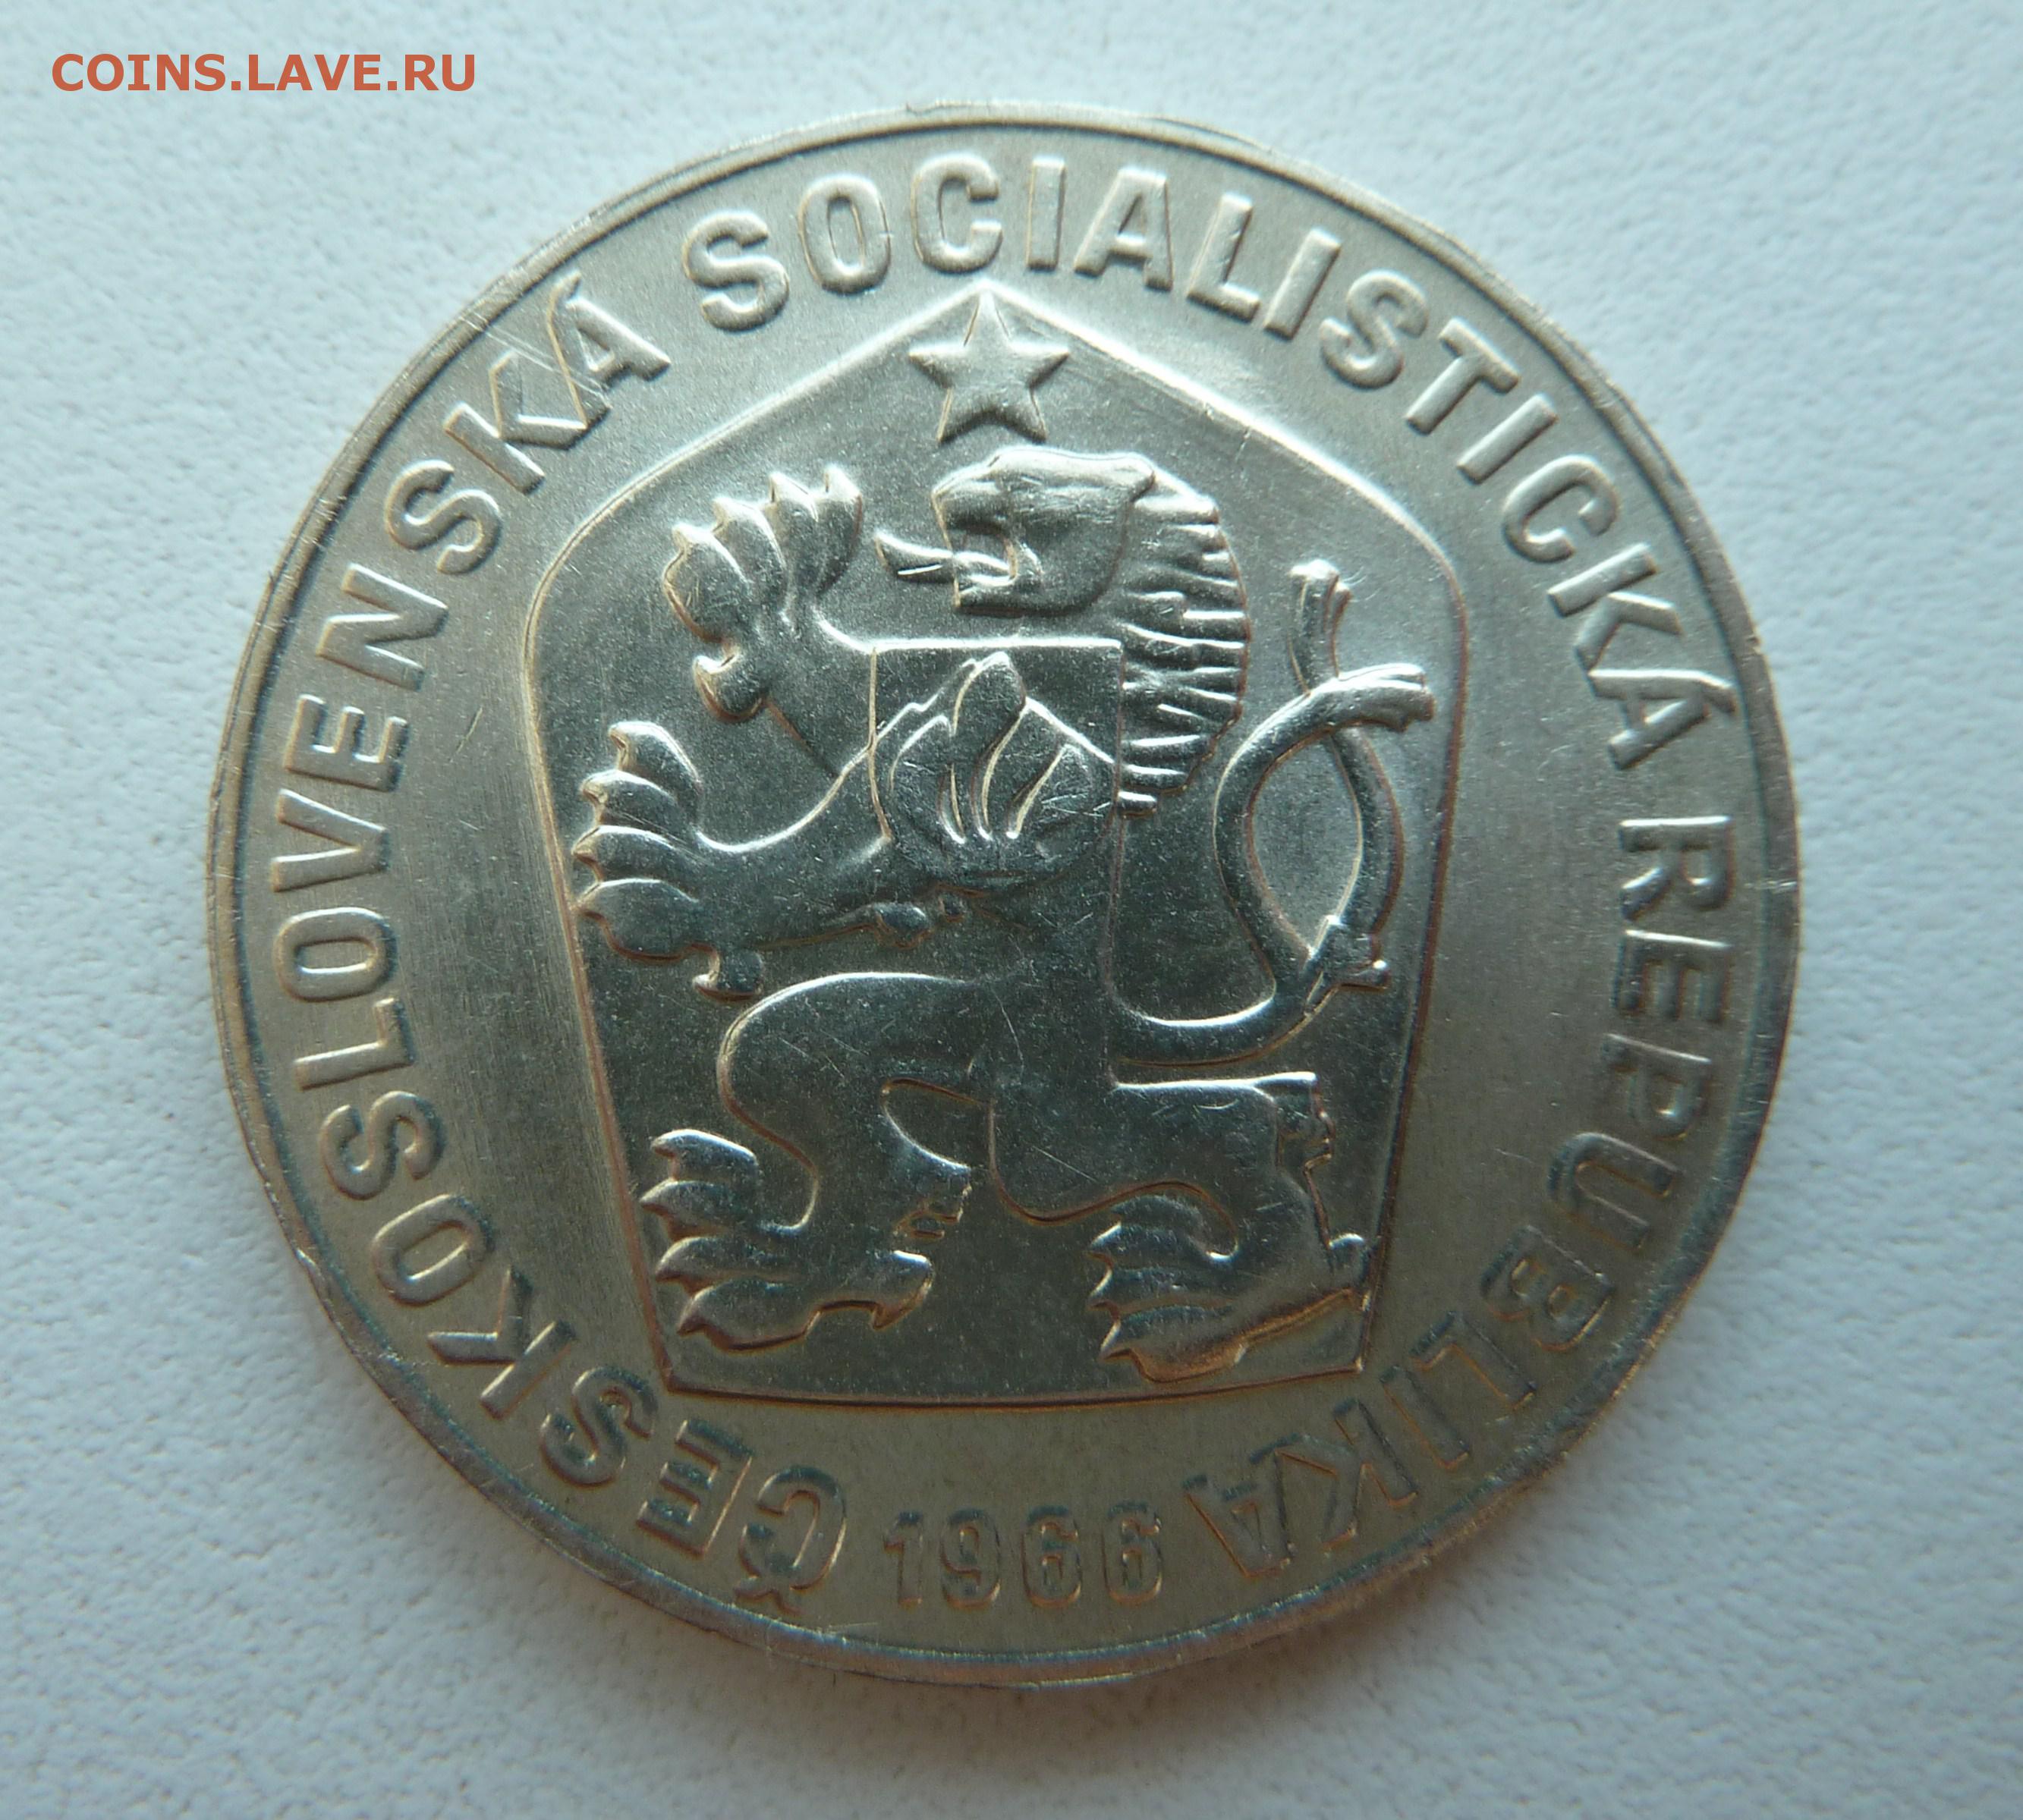 COINS.LAVE.RU
ČESKOSLOVENSKÁ SOCIALISTICKÁ REPUBLIKA
1966